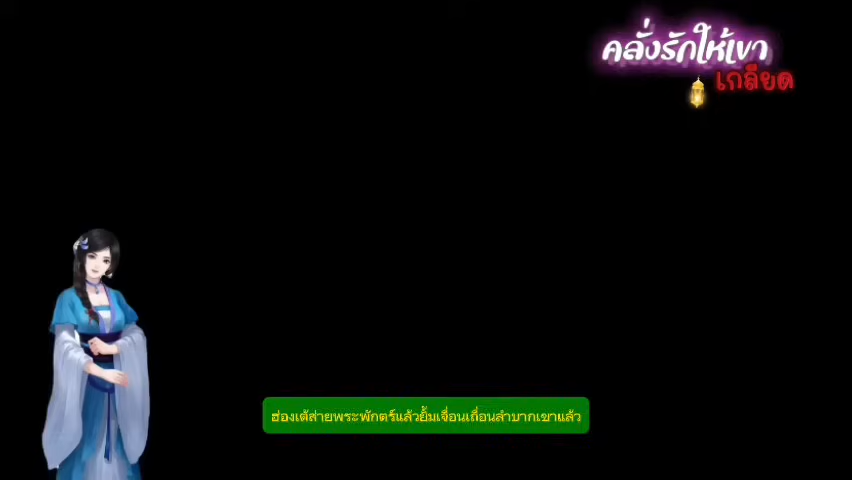 คลั่งรักให้เขา
เกลียด
ฮ่องเต้ส่ายพระพักตร์แล้วยิ้มเจื่อนเถื่อนลำบากเขาแล้ว